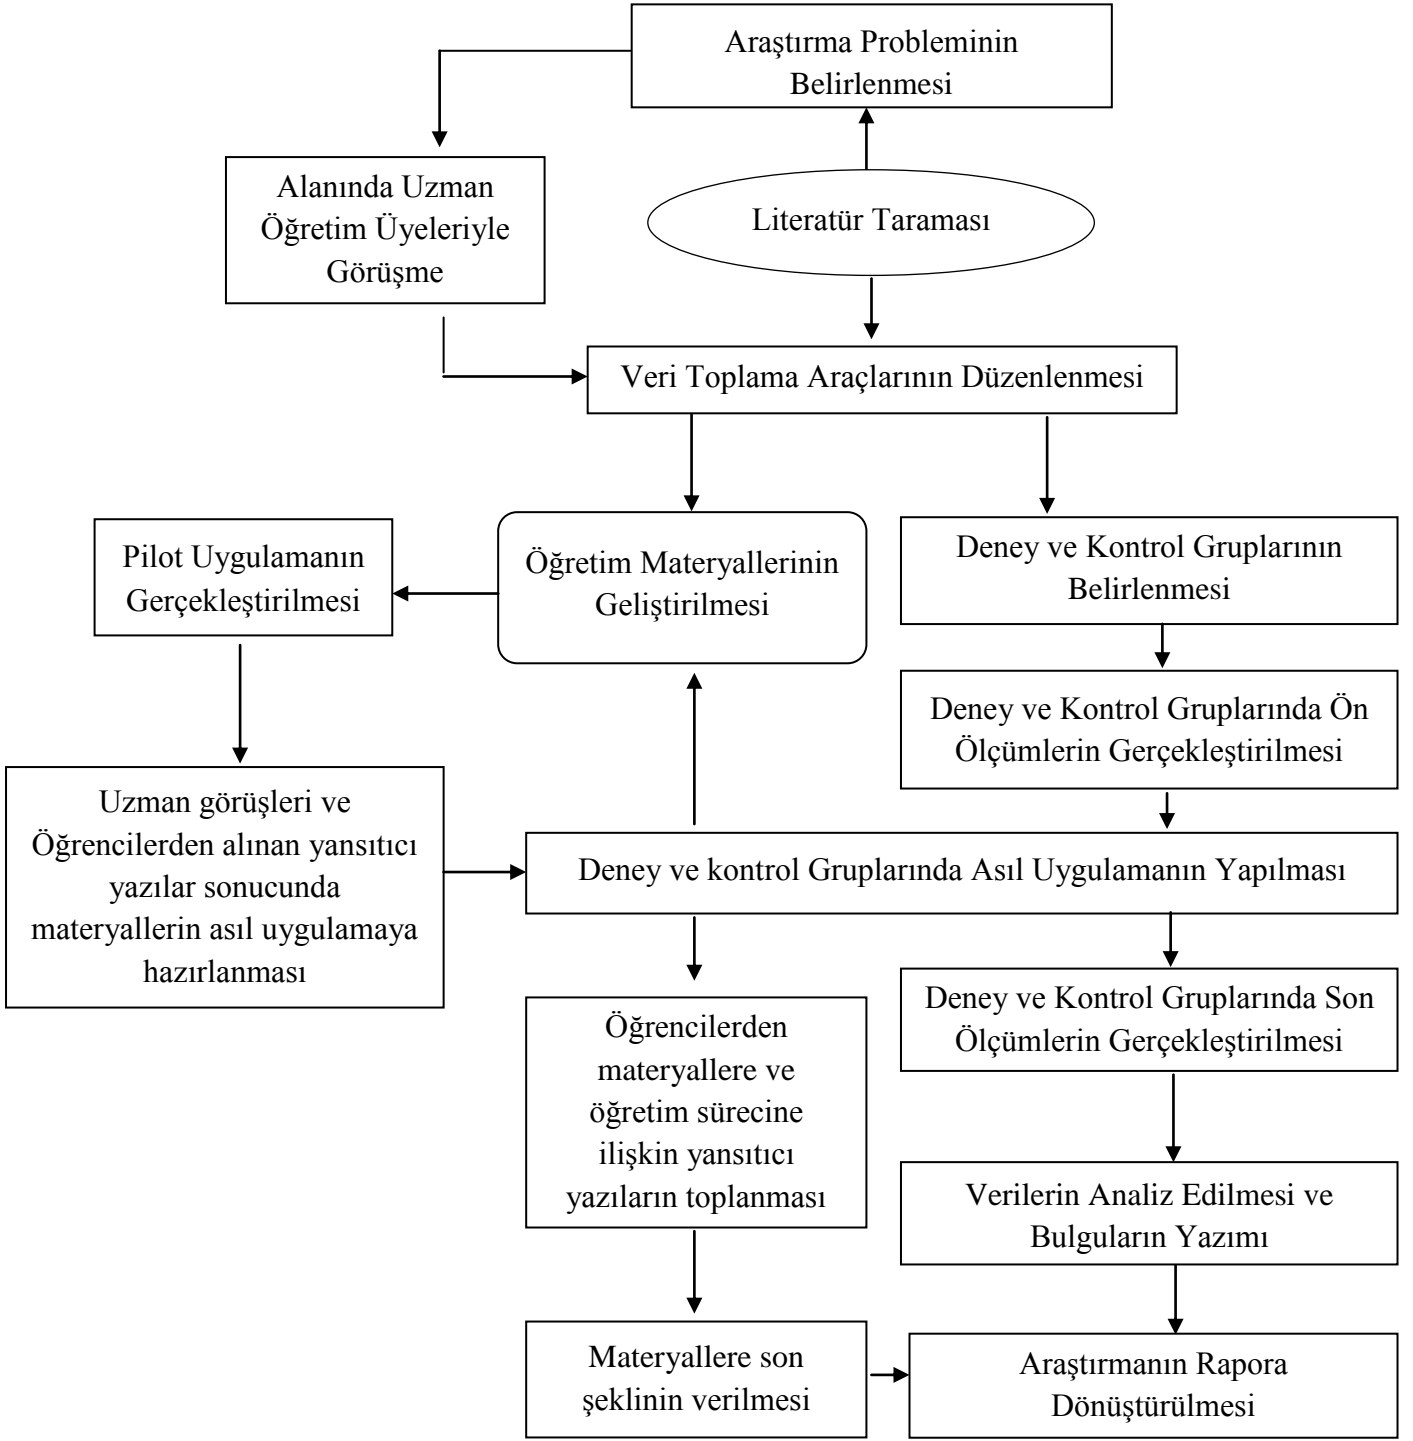 Araştırma Probleminin
Belirlenmesi
Alanında Uzman
Öğretim Üyeleriyle
Görüşme
Literatür Taraması
Veri Toplama Araçlarının Düzenlenmesi
Pilot Uygulamanın
Gerçekleştirilmesi
Öğretim Materyallerinin
Geliştirilmesi
Deney ve Kontrol Gruplarının
Belirlenmesi
Deney ve Kontrol Gruplarında Ön
Ölçümlerin Gerçekleştirilmesi
Uzman görüşleri ve
Öğrencilerden alınan yansıtıcı
yazılar sonucunda
materyallerin asıl uygulamaya
hazırlanması
Deney ve kontrol Gruplarında Asıl Uygulamanın Yapılması
Öğrencilerden
materyallere ve
öğretim sürecine
ilişkin yansıtıcı
yazıların toplanması
Deney ve Kontrol Gruplarında Son
Ölçümlerin Gerçekleştirilmesi
Verilerin Analiz Edilmesi ve
Bulguların Yazımı
Materyallere son
şeklinin verilmesi
Araştırmanın Rapora
Dönüştürülmesi